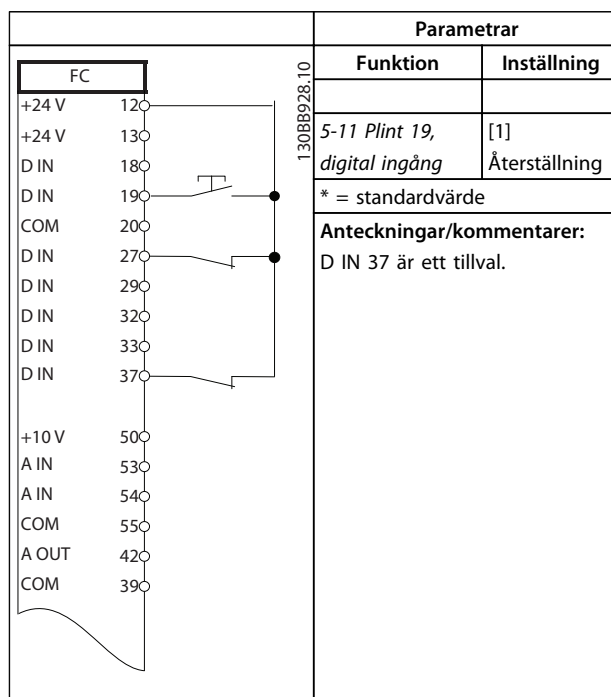 Parametrar
Funktion Inställning
5-11 Plint 19, [1]
digital ingång Återställning
* = standardvärde
Anteckningar/kommentarer:
D IN 37 är ett tillval.
FC
+24 V 12
+24 V 13
D IN 18
D IN 19
COM 20
D IN 27
D IN 29
D IN 32
D IN 33
D IN 37
+10 V 50
A IN 53
A IN 54
COM 55
A OUT 42
COM 39
130BB928.10